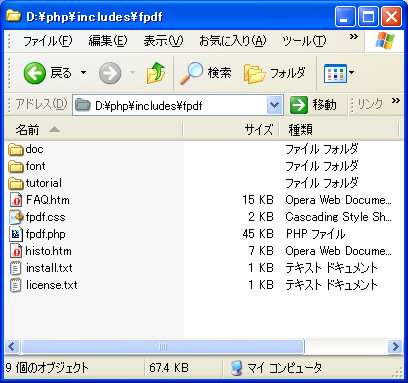 D:¥php¥includes¥fpdf
ファイル(F) 編集(E) 表示(V) お気に入り(A) ツール(T) »
戻る 検索 フォルダ
アドレス(D) D:¥php¥includes¥fpdf 移動 リンク »
名前 サイズ 種類
doc ファイル フォルダ
font ファイル フォルダ
tutorial ファイル フォルダ
FAQ.htm 15 KB Opera Web Docume...
fpdf.css 2 KB Cascading Style Sh...
fpdf.php 45 KB PHP ファイル
histo.htm 7 KB Opera Web Docume...
install.txt 1 KB テキスト ドキュメント
license.txt 1 KB テキスト ドキュメント
9 個のオブジェクト 67.4 KB マイ コンピュータ